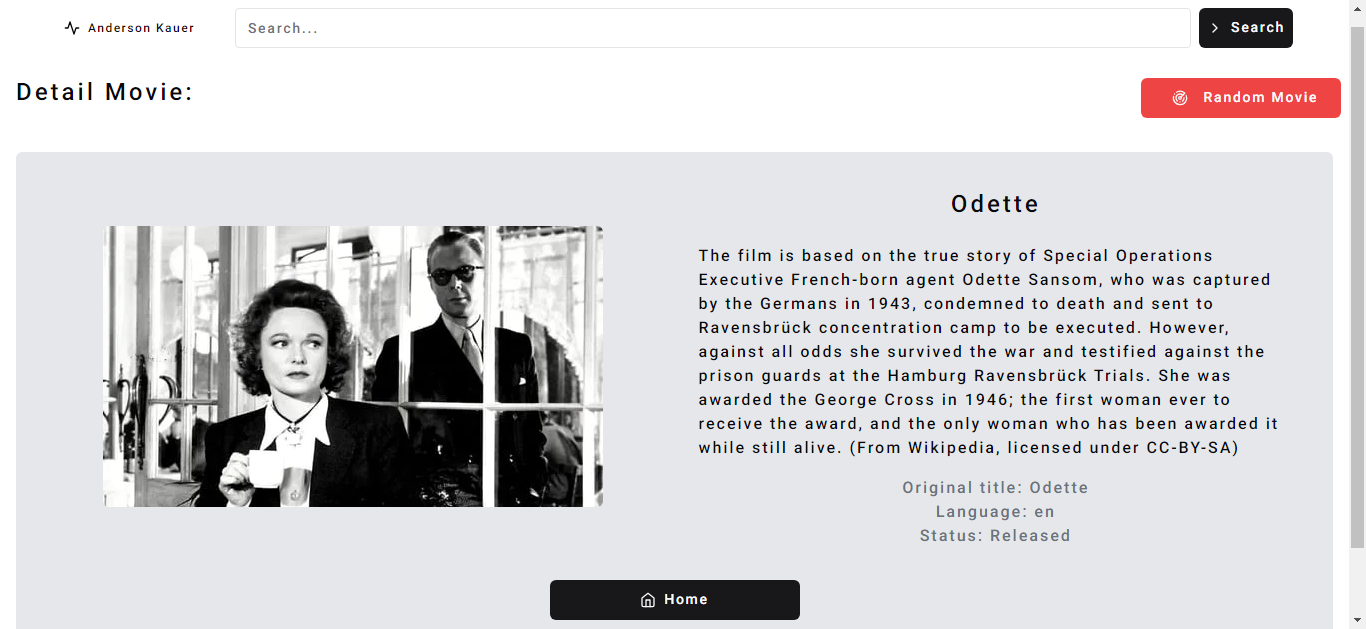 Anderson Kauer
Search...
Search
Detail Movie:
Random Movie
Odette
The film is based on the true story of Special Operations
Executive French-born agent Odette Sansom, who was captured
by the Germans in 1943, condemned to death and sent to
Ravensbrück concentration camp to be executed. However,
against all odds she survived the war and testified against the
prison guards at the Hamburg Ravensbrück Trials. She was
awarded the George Cross in 1946; the first woman ever to
receive the award, and the only woman who has been awarded it
while still alive. (From Wikipedia, licensed under CC-BY-SA)
Original title: Odette
Language: en
Status: Released
Home